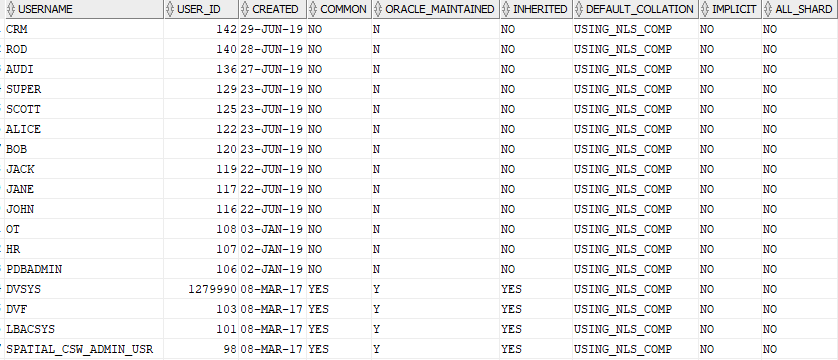 USERNAME USER_ID CREATED COMMON ORACLE_MAINTAINED INHERITED DEFAULT_COLLATION IMPLICIT ALL_SHARD
CRM 142 29-JUN-19 NO N NO USING_NLS_COMP NO NO
ROD 140 28-JUN-19 NO N NO USING_NLS_COMP NO NO
AUDI 136 27-JUN-19 NO N NO USING_NLS_COMP NO NO
SUPER 129 23-JUN-19 NO N NO USING_NLS_COMP NO NO
SCOTT 125 23-JUN-19 NO N NO USING_NLS_COMP NO NO
ALICE 122 23-JUN-19 NO N NO USING_NLS_COMP NO NO
BOB 120 23-JUN-19 NO N NO USING_NLS_COMP NO NO
JACK 119 22-JUN-19 NO N NO USING_NLS_COMP NO NO
JANE 117 22-JUN-19 NO N NO USING_NLS_COMP NO NO
JOHN 116 22-JUN-19 NO N NO USING_NLS_COMP NO NO
OT 108 03-JAN-19 NO N NO USING_NLS_COMP NO NO
HR 107 02-JAN-19 NO N NO USING_NLS_COMP NO NO
PDBADMIN 106 02-JAN-19 NO N NO USING_NLS_COMP NO NO
DVSYS 1279990 08-MAR-17 YES Y YES USING_NLS_COMP NO NO
DVF 103 08-MAR-17 YES Y YES USING_NLS_COMP NO NO
LBACSYS 101 08-MAR-17 YES Y YES USING_NLS_COMP NO NO
SPATIAL_CSW_ADMIN_USR 98 08-MAR-17 YES Y YES USING_NLS_COMP NO NO